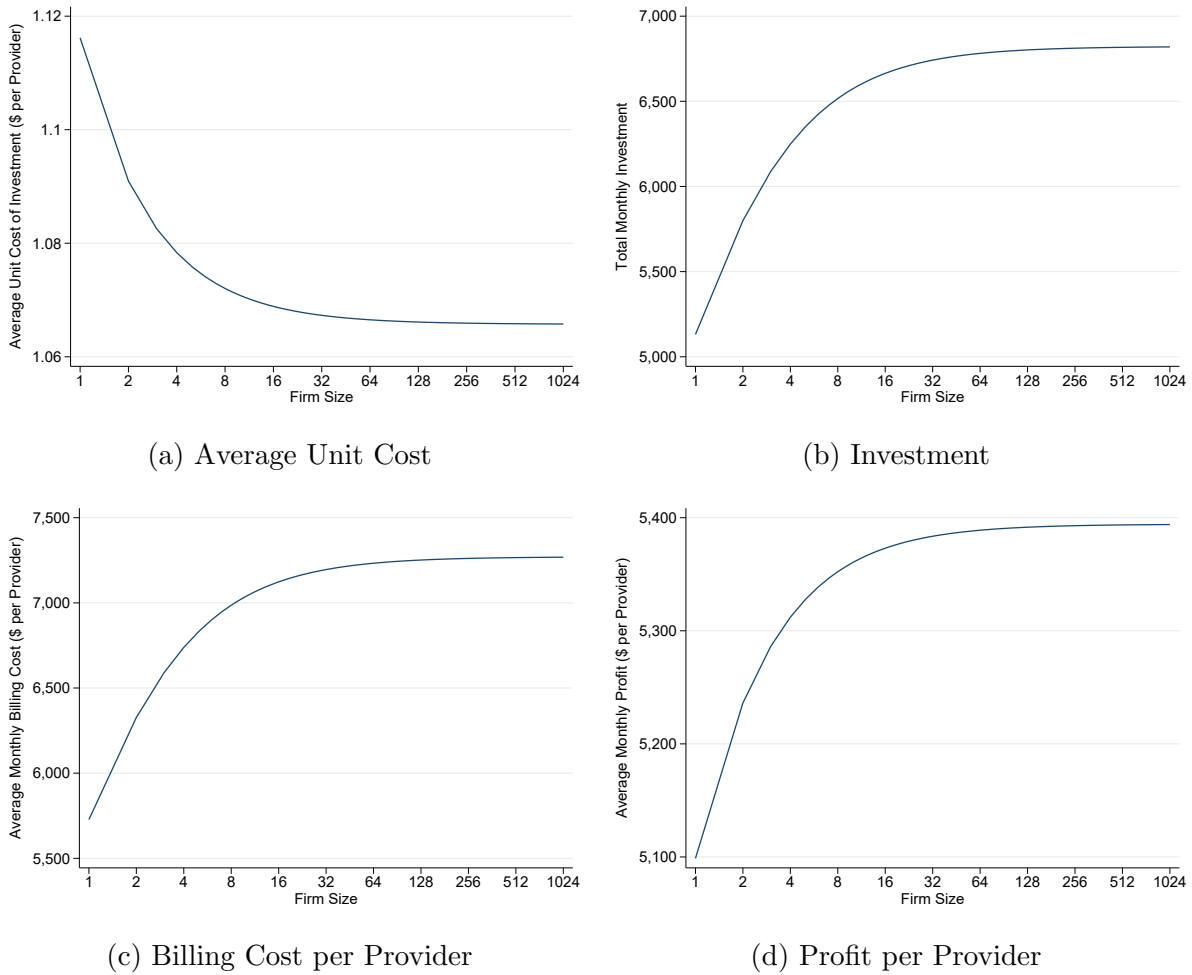 Average Unit Cost of Investment ($ per Provider)
1.12
1.1
1.08
1.06
1 2 4 8 16 32 64 128 256 512 1024
Firm Size
(a) Average Unit Cost
Total Monthly Investment
7,000
6,500
6,000
5,500
5,000
1 2 4 8 16 32 64 128 256 512 1024
Firm Size
(b) Investment
Average Monthly Billing Cost ($ per Provider)
7,500
7,000
6,500
6,000
5,500
1 2 4 8 16 32 64 128 256 512 1024
Firm Size
(c) Billing Cost per Provider
Average Monthly Profit ($ per Provider)
5,400
5,300
5,200
5,100
1 2 4 8 16 32 64 128 256 512 1024
Firm Size
(d) Profit per Provider